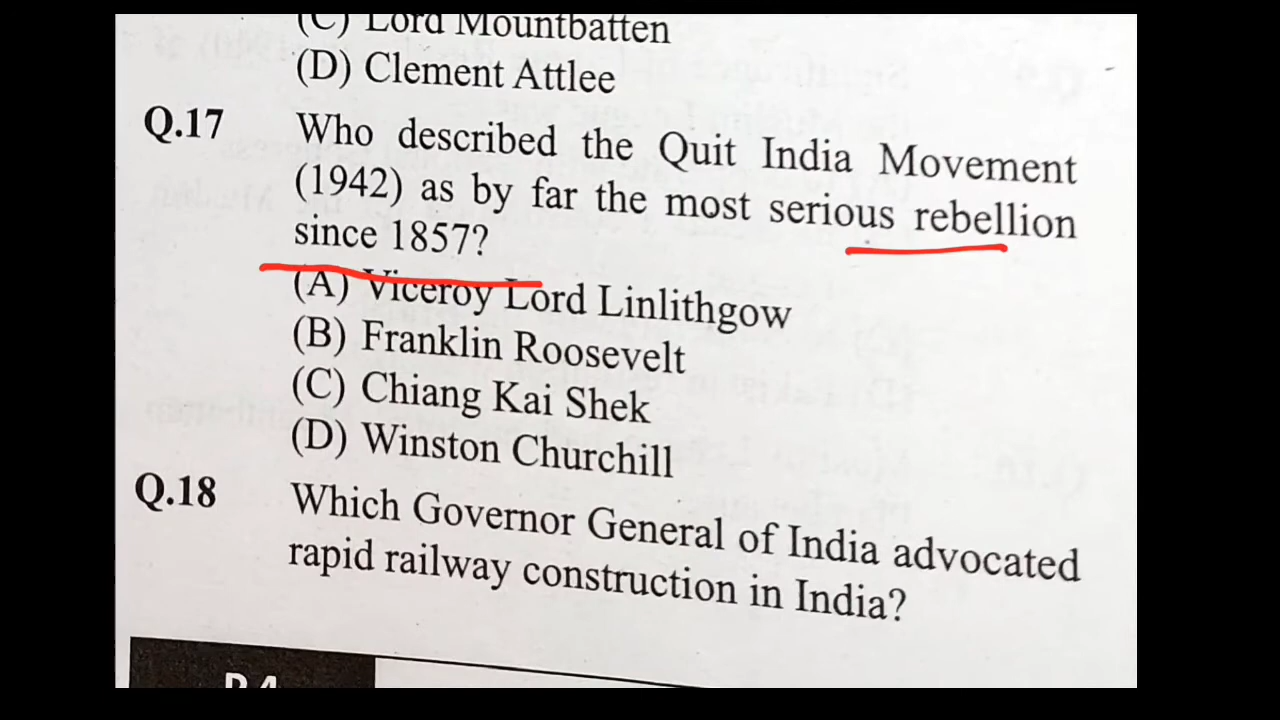 (C) Lord Mountbatten
(D) Clement Attlee
Q.17 Who described the Quit India Movement
(1942) as by far the most serious rebellion
since 1857?
(A) Viceroy Lord Linlithgow
(B) Franklin Roosevelt
(C) Chiang Kai Shek
(D) Winston Churchill
Q.18 Which Governor General of India advocated
rapid railway construction in India?